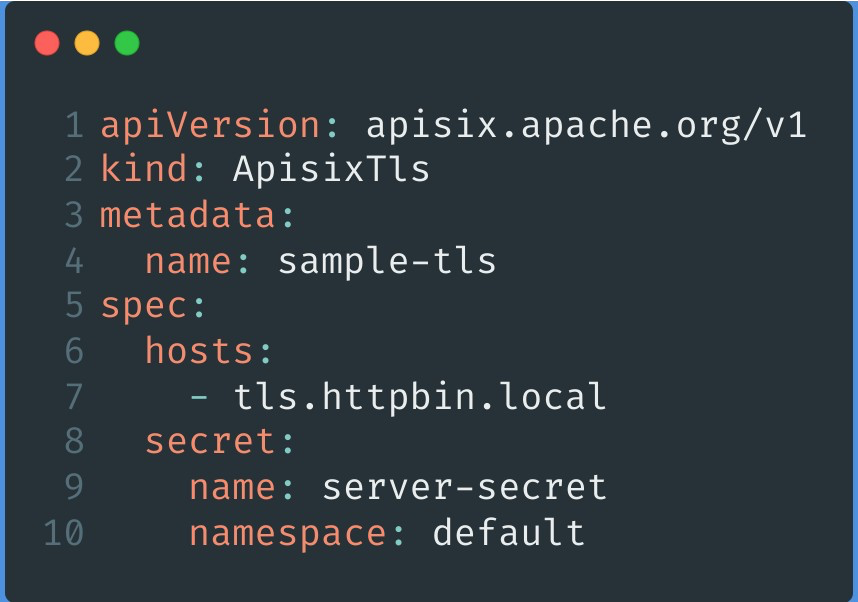 1 apiVersion: apisix.apache.org/v1
2 kind: ApisixTls
3 metadata:
4   name: sample-tls
5 spec:
6   hosts:
7     - tls.httpbin.local
8   secret:
9     name: server-secret
10     namespace: default